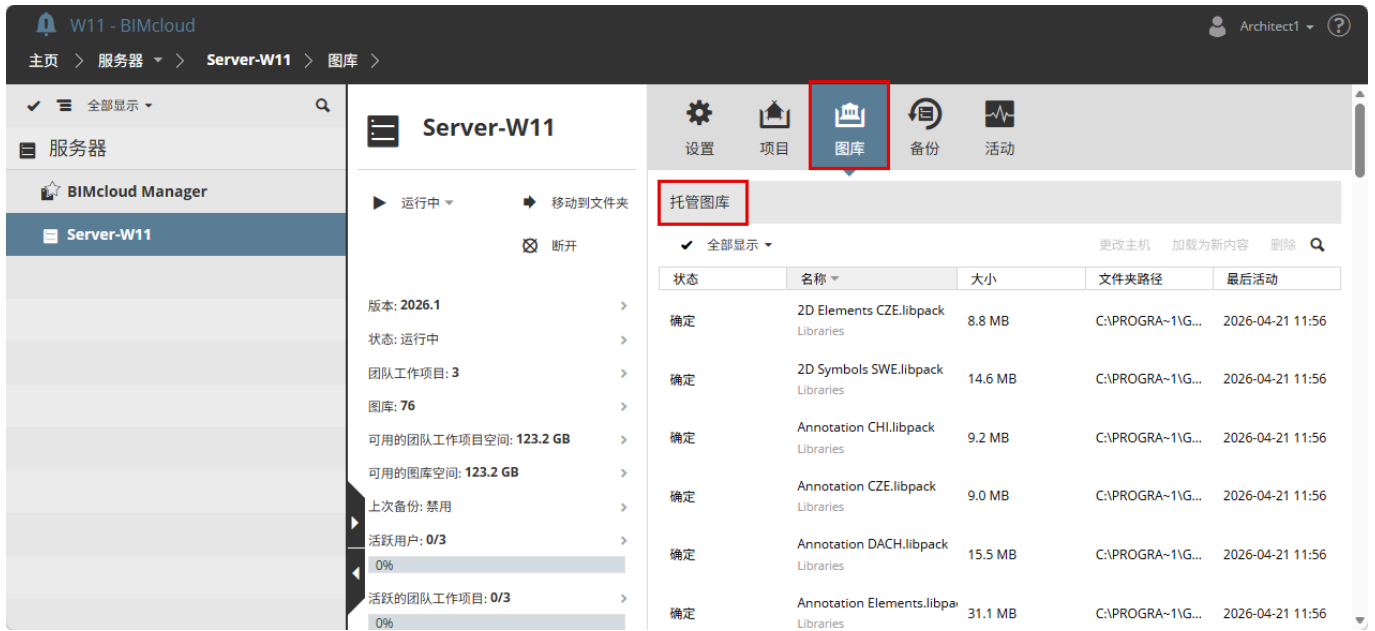 W11 - BIMcloud
Architect1
主页 服务器 Server-W11 图库
全部显示
服务器
BIMcloud Manager
Server-W11
Server-W11
运行中 移动到文件夹
断开
版本: 2026.1
状态: 运行中
团队工作项目: 3
图库: 76
可用的团队工作项目空间: 123.2 GB
可用的图库空间: 123.2 GB
上次备份: 禁用
活跃用户: 0/3
0%
活跃的团队工作项目: 0/3
0%
设置 项目 图库 备份 活动
托管图库
全部显示 更改主机 加载为新内容 删除
状态 名称 大小 文件夹路径 最后活动
确定 2D Elements CZE.libpack 8.8 MB C:\PROGRA~1\G... 2026-04-21 11:56
Libraries
确定 2D Symbols SWE.libpack 14.6 MB C:\PROGRA~1\G... 2026-04-21 11:56
Libraries
确定 Annotation CHI.libpack 9.2 MB C:\PROGRA~1\G... 2026-04-21 11:56
Libraries
确定 Annotation CZE.libpack 9.0 MB C:\PROGRA~1\G... 2026-04-21 11:56
Libraries
确定 Annotation DACH.libpack 15.5 MB C:\PROGRA~1\G... 2026-04-21 11:56
Libraries
确定 Annotation Elements.libpa 31.1 MB C:\PROGRA~1\G... 2026-04-21 11:56
Libraries